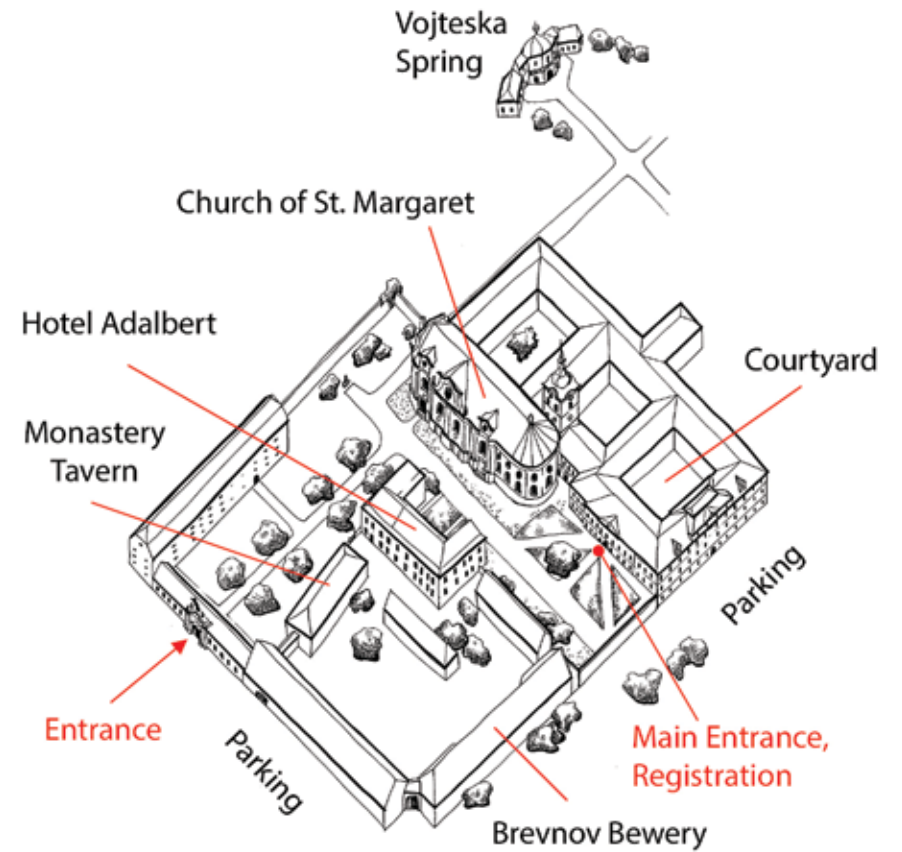 Vojteska
Spring
Church of St. Margaret
Hotel Adalbert
Courtyard
Monastery
Tavern
Parking
Entrance
Parking
Main Entrance,
Registration
Brevnov Bewery